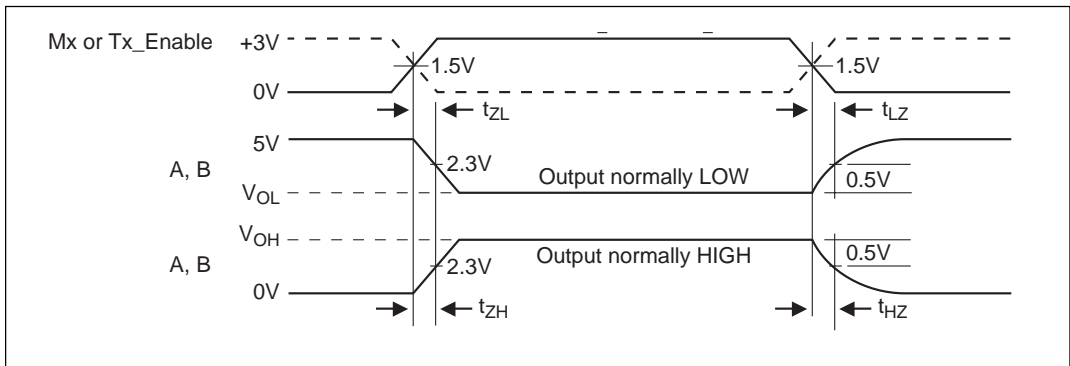 Mx or Tx_Enable
+3V
1.5V
1.5V
0V
tZL
tLZ
5V
A, B
2.3V
Output normally LOW
0.5V
VOL
VOH
A, B
2.3V
Output normally HIGH
0.5V
0V
tZH
tHZ